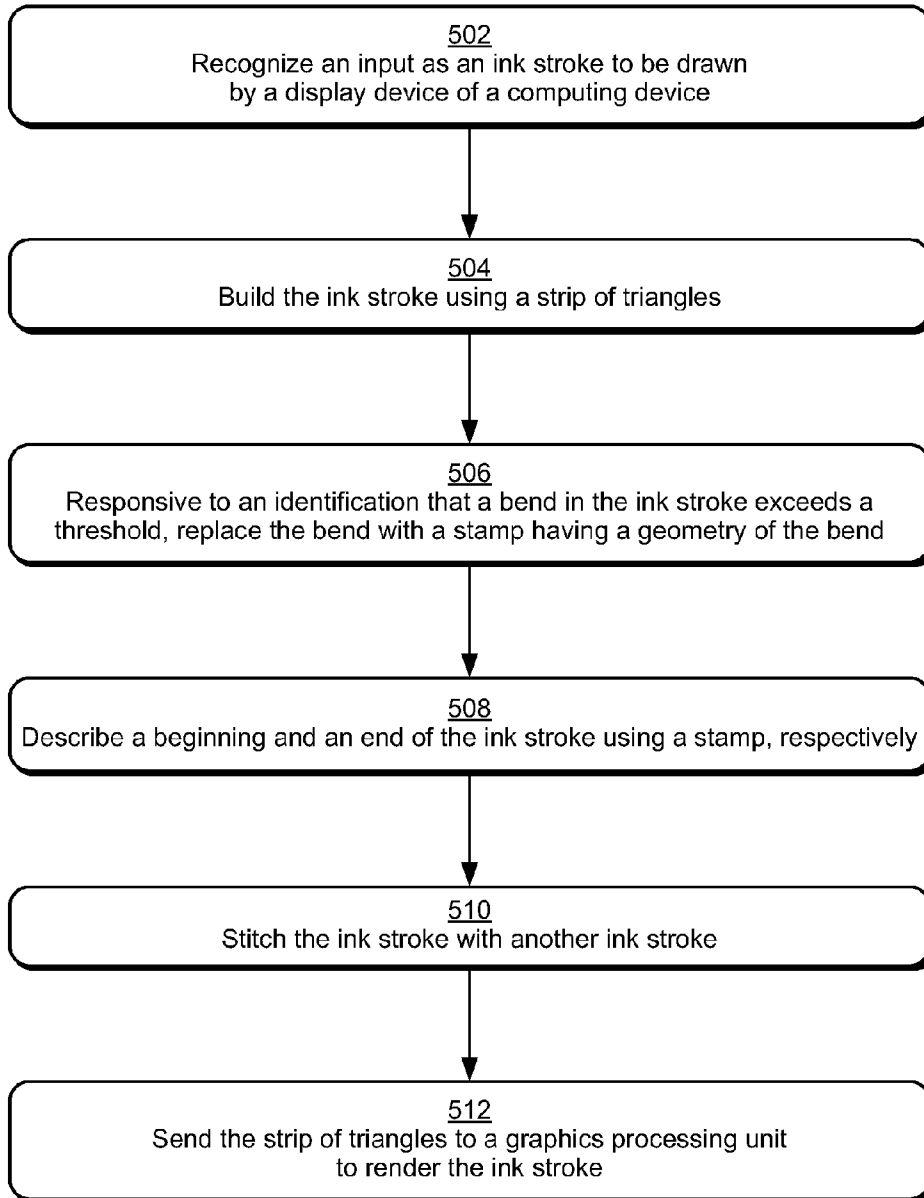 502
Recognize an input as an ink stroke to be drawn
by a display device of a computing device
504
Build the ink stroke using a strip of triangles
506
Responsive to an identification that a bend in the ink stroke exceeds a
threshold, replace the bend with a stamp having a geometry of the bend
508
Describe a beginning and an end of the ink stroke using a stamp, respectively
510
Stitch the ink stroke with another ink stroke
512
Send the strip of triangles to a graphics processing unit
to render the ink stroke